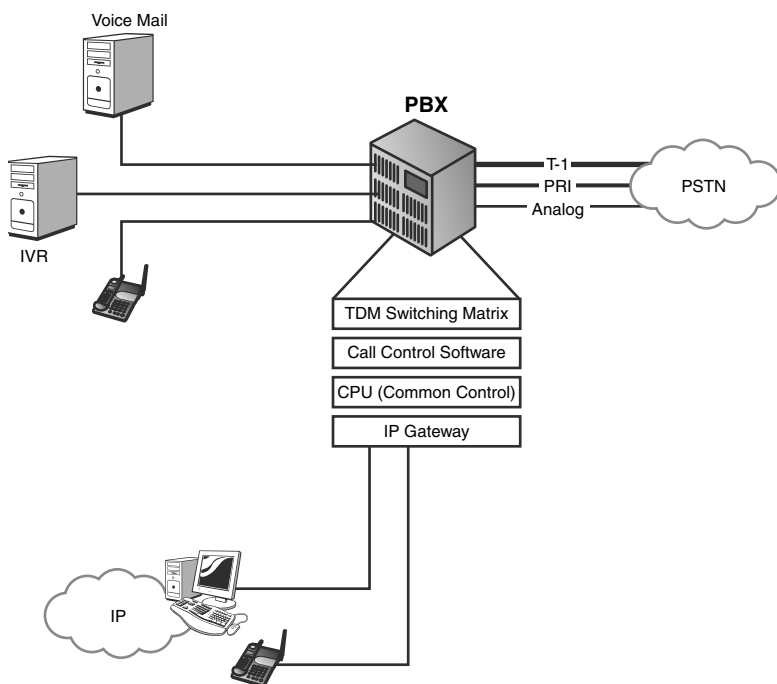 Voice Mail
PBX
T-1
PRI
Analog
PSTN
IVR
TDM Switching Matrix
Call Control Software
CPU (Common Control)
IP Gateway
IP